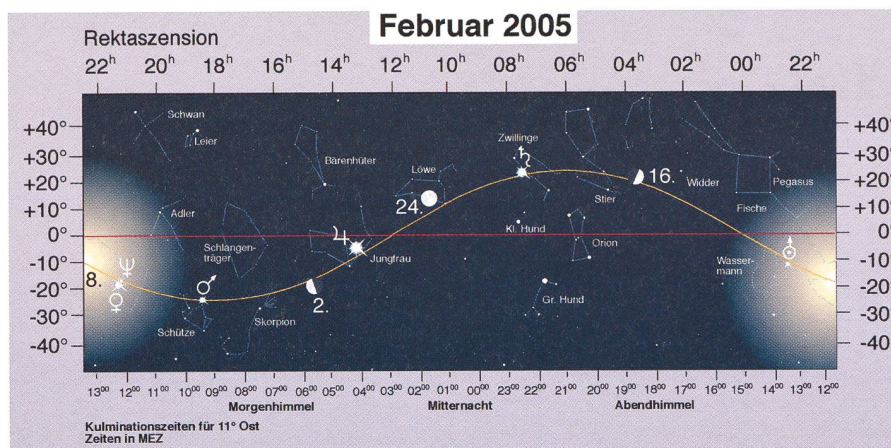 Februar 2005
Rektaszension
22h 20h 18h 16h 14h 12h 10h 08h 06h 04h 02h 00h 22h
+40° +40°
+30° +30°
+20° +20°
+10° +10°
0° 0°
-10° -10°
-20° -20°
-30° -30°
-40° -40°
Schwan
Leier
Bärenhüter
Zwillinge
Löwe
16.
Widder
Pegasus
Stier
24.
Fische
Adler
Kl. Hund
Schlangen-
träger
Orion
Jungfrau
Wasser-
mann
8.
2.
Gr. Hund
Skorpion
Schütze
13⁰⁰ 12⁰⁰ 11⁰⁰ 10⁰⁰ 09⁰⁰ 08⁰⁰ 07⁰⁰ 06⁰⁰ 05⁰⁰ 04⁰⁰ 03⁰⁰ 02⁰⁰ 01⁰⁰ 00⁰⁰ 23⁰⁰ 22⁰⁰ 21⁰⁰ 20⁰⁰ 19⁰⁰ 18⁰⁰ 17⁰⁰ 16⁰⁰ 15⁰⁰ 14⁰⁰ 13⁰⁰ 12⁰⁰
Morgenhimmel Mitternacht Abendhimmel
Kulminationszeiten für 11° Ost
Zeiten in MEZ